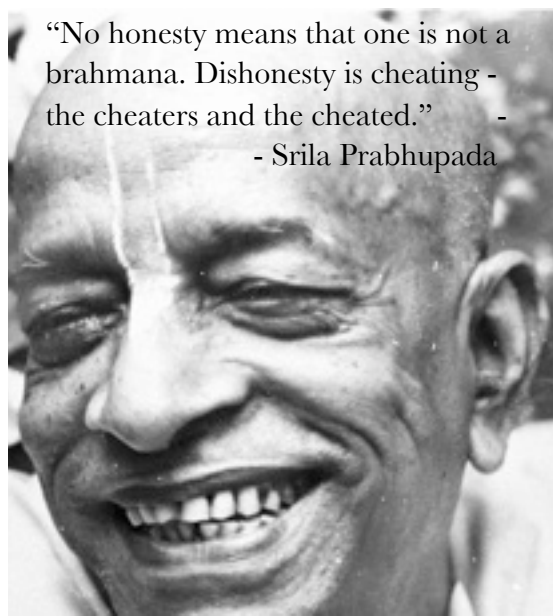 “No honesty means that one is not a
brahmana. Dishonesty is cheating -
the cheaters and the cheated.” -
- Srila Prabhupada